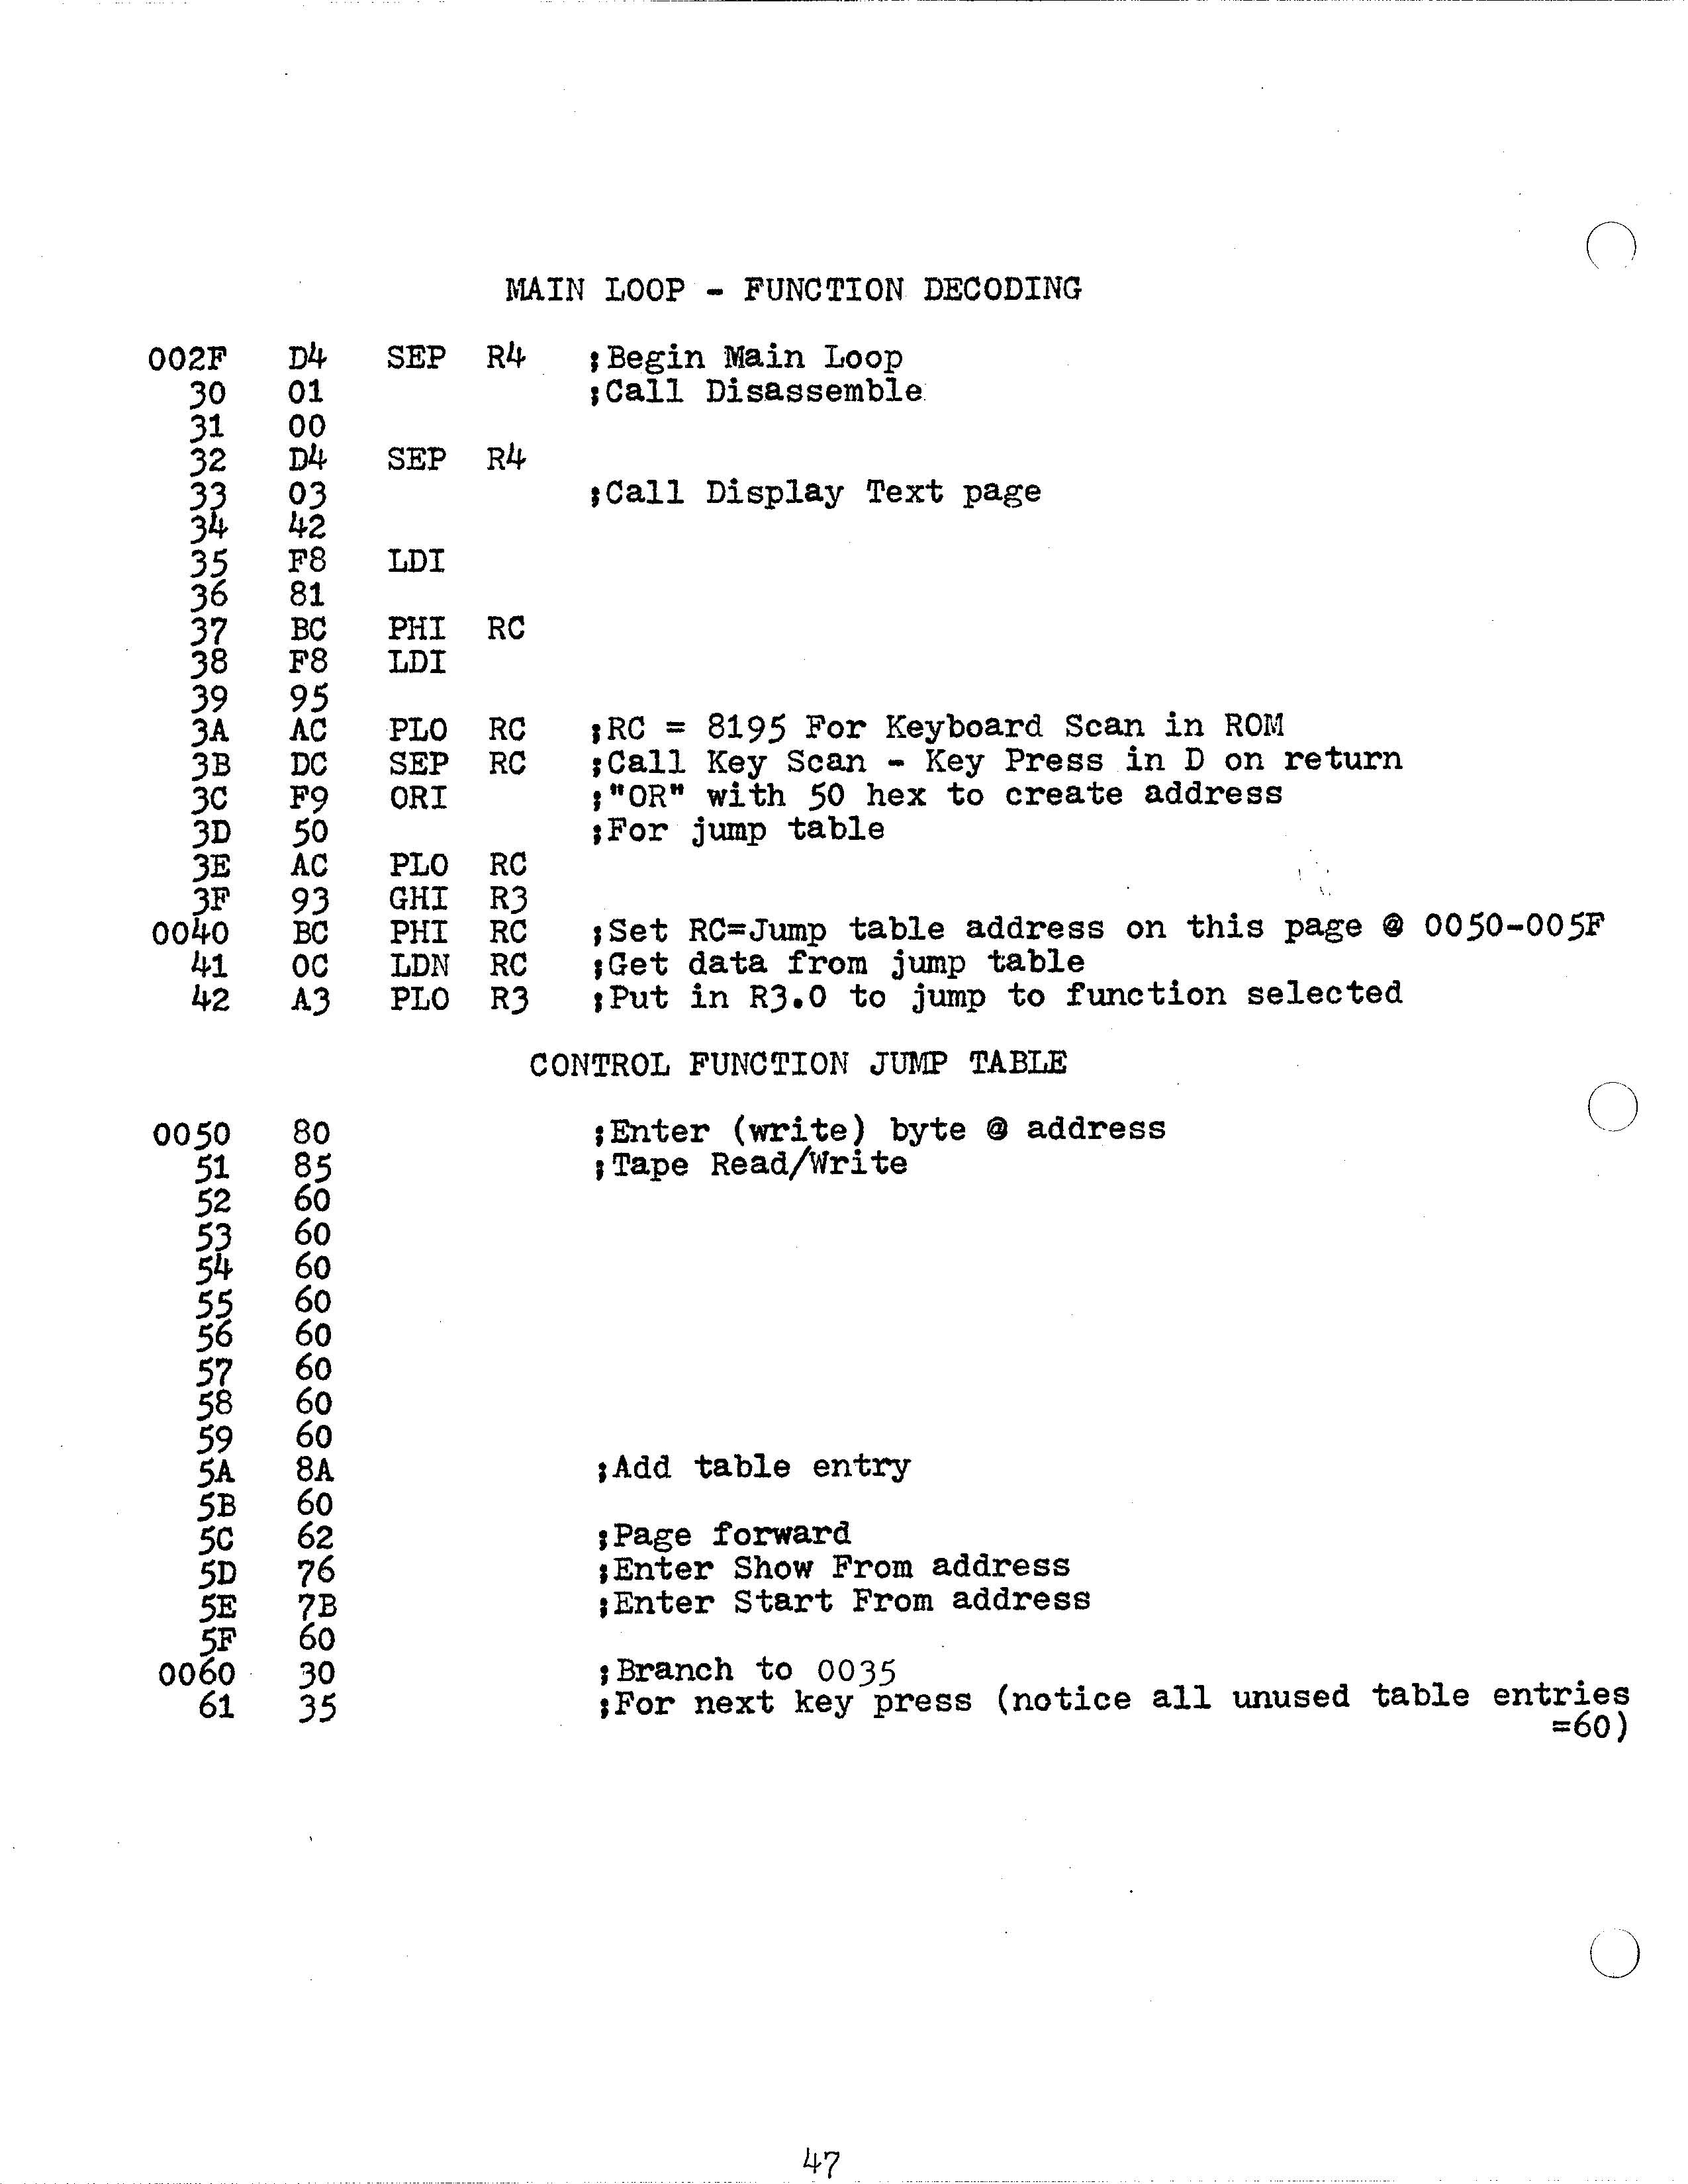 MAIN LOOP - FUNCTION DECODING
002F D4 SEP R4 ;Begin Main Loop
30 01 ;Call Disassemble
31 00
32 D4 SEP R4
33 03 ;Call Display Text page
34 42
35 F8 LDI
36 81
37 BC PHI RC
38 F8 LDI
39 95
3A AC PLO RC ;RC = 8195 For Keyboard Scan in ROM
3B DC SEP RC ;Call Key Scan - Key Press in D on return
3C F9 ORI ;"OR" with 50 hex to create address
3D 50 ;For jump table
3E AC PLO RC
3F 93 GHI R3
0040 BC PHI RC ;Set RC=Jump table address on this page @ 0050-005F
41 0C LDN RC ;Get data from jump table
42 A3 PLO R3 ;Put in R3.0 to jump to function selected
CONTROL FUNCTION JUMP TABLE
0050 80 ;Enter (write) byte @ address
51 85 ;Tape Read/Write
52 60
53 60
54 60
55 60
56 60
57 60
58 60
59 60
5A 8A ;Add table entry
5B 60
5C 62 ;Page forward
5D 76 ;Enter Show From address
5E 7B ;Enter Start From address
5F 60
0060 30 ;Branch to 0035
61 35 ;For next key press (notice all unused table entries
=60)
47